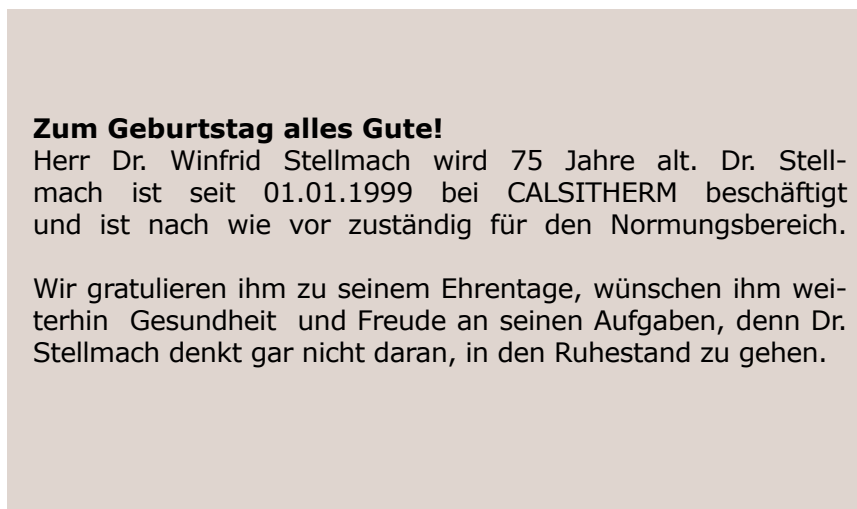 Zum Geburtstag alles Gute!
Herr Dr. Winfrid Stellmach wird 75 Jahre alt. Dr. Stell-
mach ist seit 01.01.1999 bei CALSITHERM beschäftigt
und ist nach wie vor zuständig für den Normungsbereich.
Wir gratulieren ihm zu seinem Ehrentage, wünschen ihm wei-
terhin Gesundheit und Freude an seinen Aufgaben, denn Dr.
Stellmach denkt gar nicht daran, in den Ruhestand zu gehen.